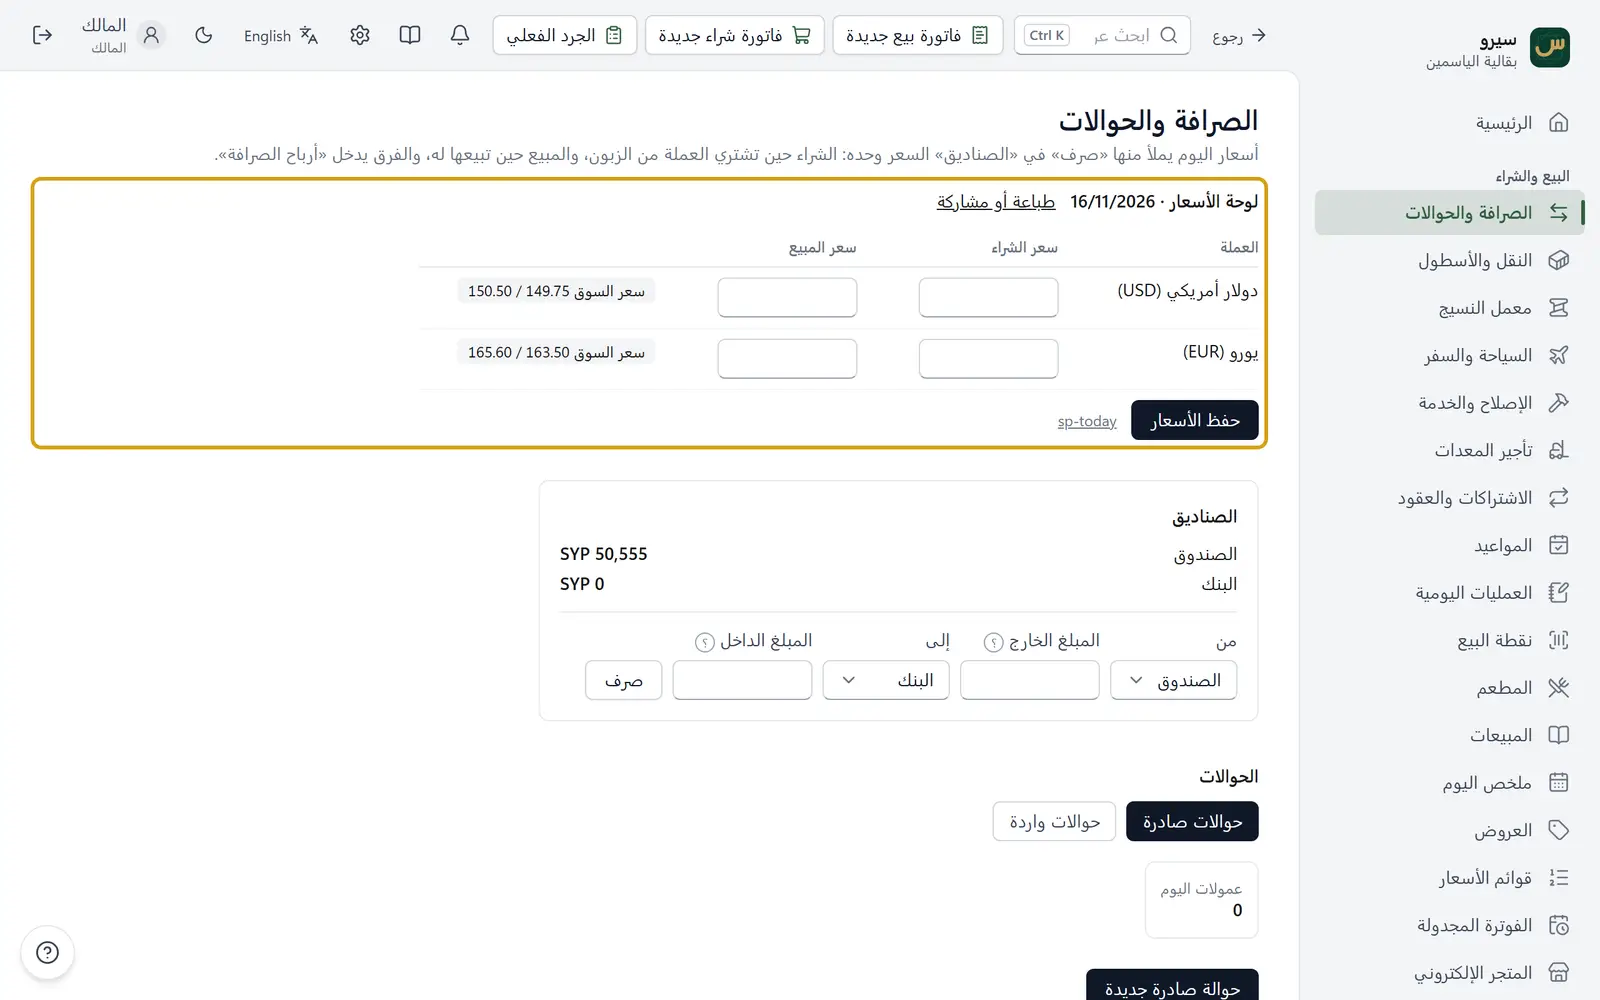 سيرو
بقالية الياسمين
رجوع
ابحث عر
Ctrl K
فاتورة بيع جديدة
فاتورة شراء جديدة
الجرد الفعلي
English
المالك
المالك
الرئيسية
البيع والشراء
الصرافة والحوالات
النقل والأسطول
معمل النسيج
السياحة والسفر
الإصلاح والخدمة
تأجير المعدات
الاشتراكات والعقود
المواعيد
العمليات اليومية
نقطة البيع
المطعم
المبيعات
ملخص اليوم
العروض
قوائم الأسعار
الفوترة المجدولة
المتجر الإلكتروني
الصرافة والحوالات
أسعار اليوم يملأ منها «صرف» في «الصناديق» السعر وحده: الشراء حين تشتري العملة من الزبون، والمبيع حين تبيعها له، والفرق يدخل «أرباح الصرافة».
لوحة الأسعار · 16/11/2026 طباعة أو مشاركة
العملة سعر الشراء سعر المبيع
دولار أمريكي (USD) سعر السوق 149.75 / 150.50
يورو (EUR) سعر السوق 163.50 / 165.60
حفظ الأسعار sp-today
الصناديق
الصندوق SYP 50,555
البنك SYP 0
من المبلغ الخارج ؟ إلى المبلغ الداخل ؟
الصندوق البنك صرف
الحوالات
حوالات صادرة حوالات واردة
عمولات اليوم
0
حوالة صادرة جديدة